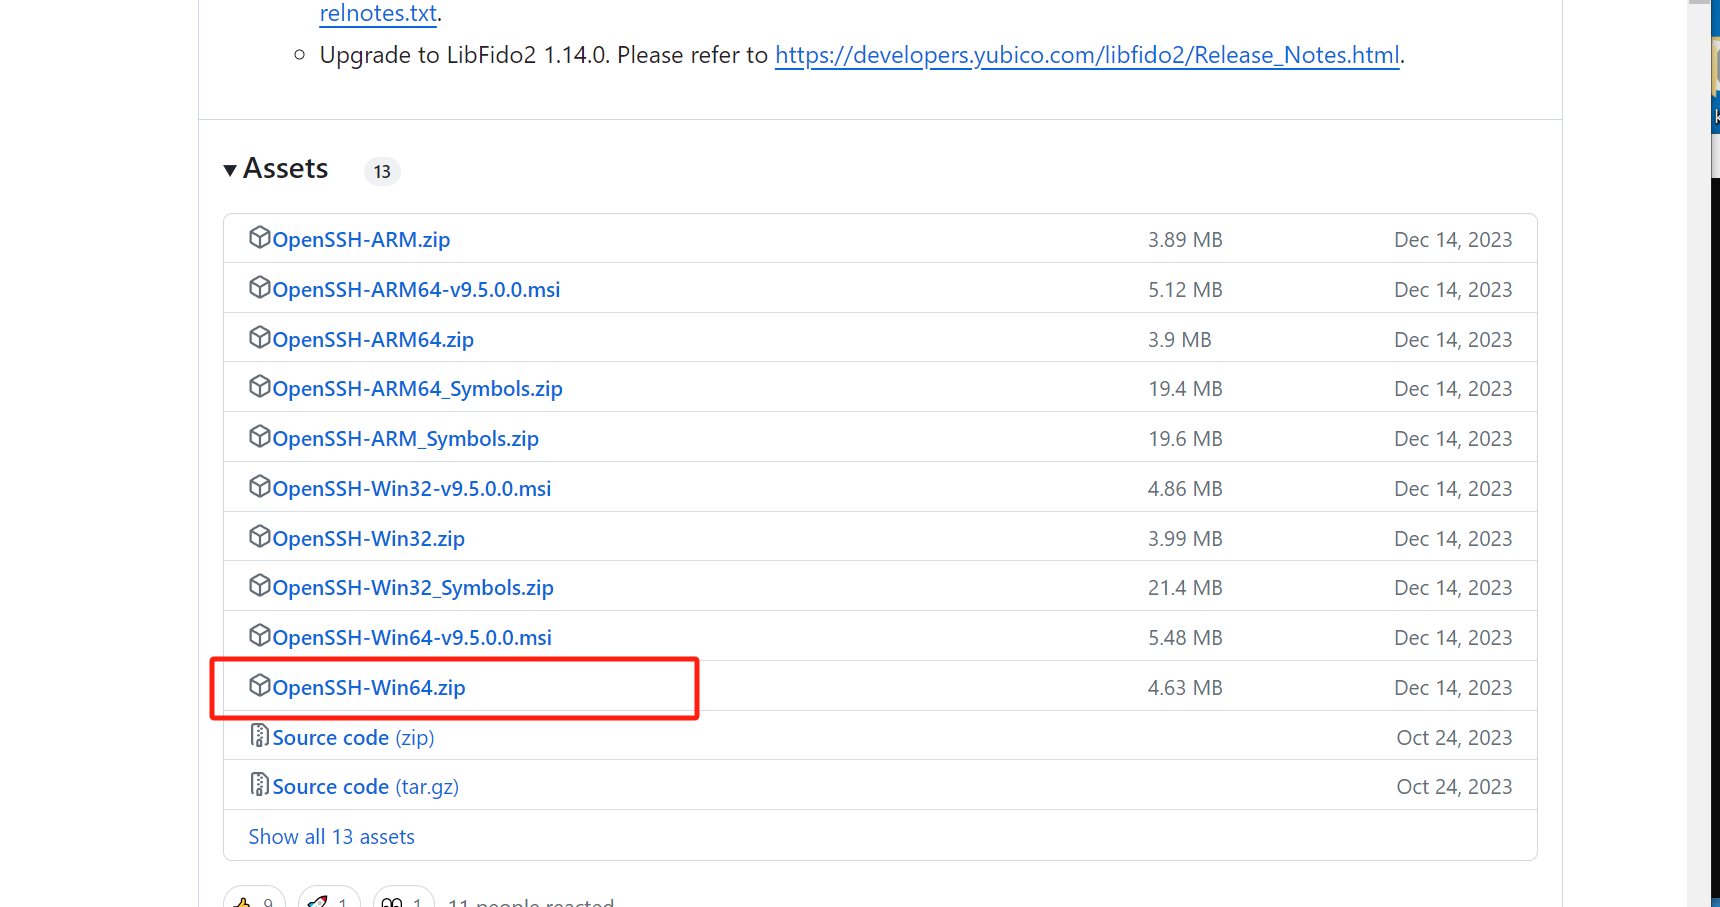 relnotes.txt.
Upgrade to LibFido2 1.14.0. Please refer to https://developers.yubico.com/libfido2/Release_Notes.html.
Assets 13
OpenSSH-ARM.zip 3.89 MB Dec 14, 2023
OpenSSH-ARM64-v9.5.0.0.msi 5.12 MB Dec 14, 2023
OpenSSH-ARM64.zip 3.9 MB Dec 14, 2023
OpenSSH-ARM64_Symbols.zip 19.4 MB Dec 14, 2023
OpenSSH-ARM_Symbols.zip 19.6 MB Dec 14, 2023
OpenSSH-Win32-v9.5.0.0.msi 4.86 MB Dec 14, 2023
OpenSSH-Win32.zip 3.99 MB Dec 14, 2023
OpenSSH-Win32_Symbols.zip 21.4 MB Dec 14, 2023
OpenSSH-Win64-v9.5.0.0.msi 5.48 MB Dec 14, 2023
OpenSSH-Win64.zip 4.63 MB Dec 14, 2023
Source code (zip) Oct 24, 2023
Source code (tar.gz) Oct 24, 2023
Show all 13 assets
9 1 1 11 people reacted